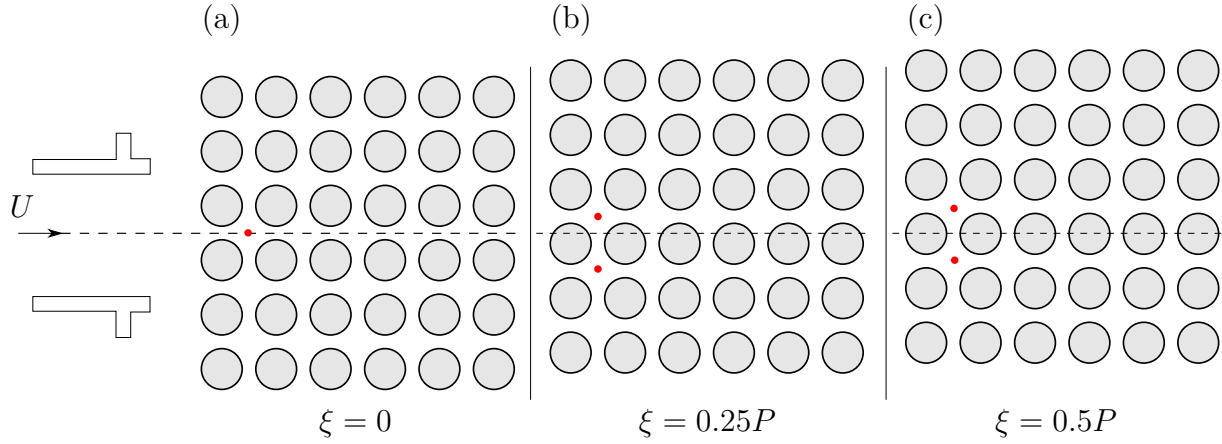 (a)
(b)
(c)
U
ξ = 0
ξ = 0.25P
ξ = 0.5P